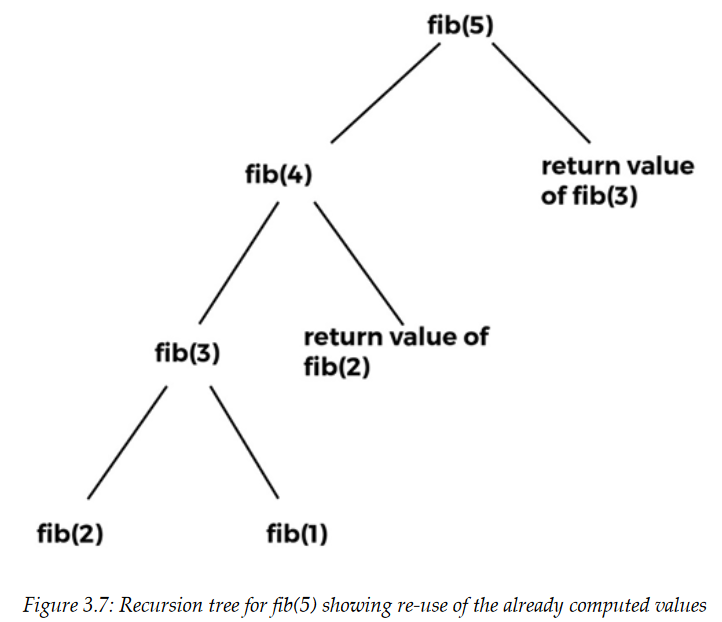 fib(5)
fib(4)
return value
of fib(3)
fib(3)
return value of
fib(2)
fib(2)
fib(1)
Figure 3.7: Recursion tree for fib(5) showing re-use of the already computed values